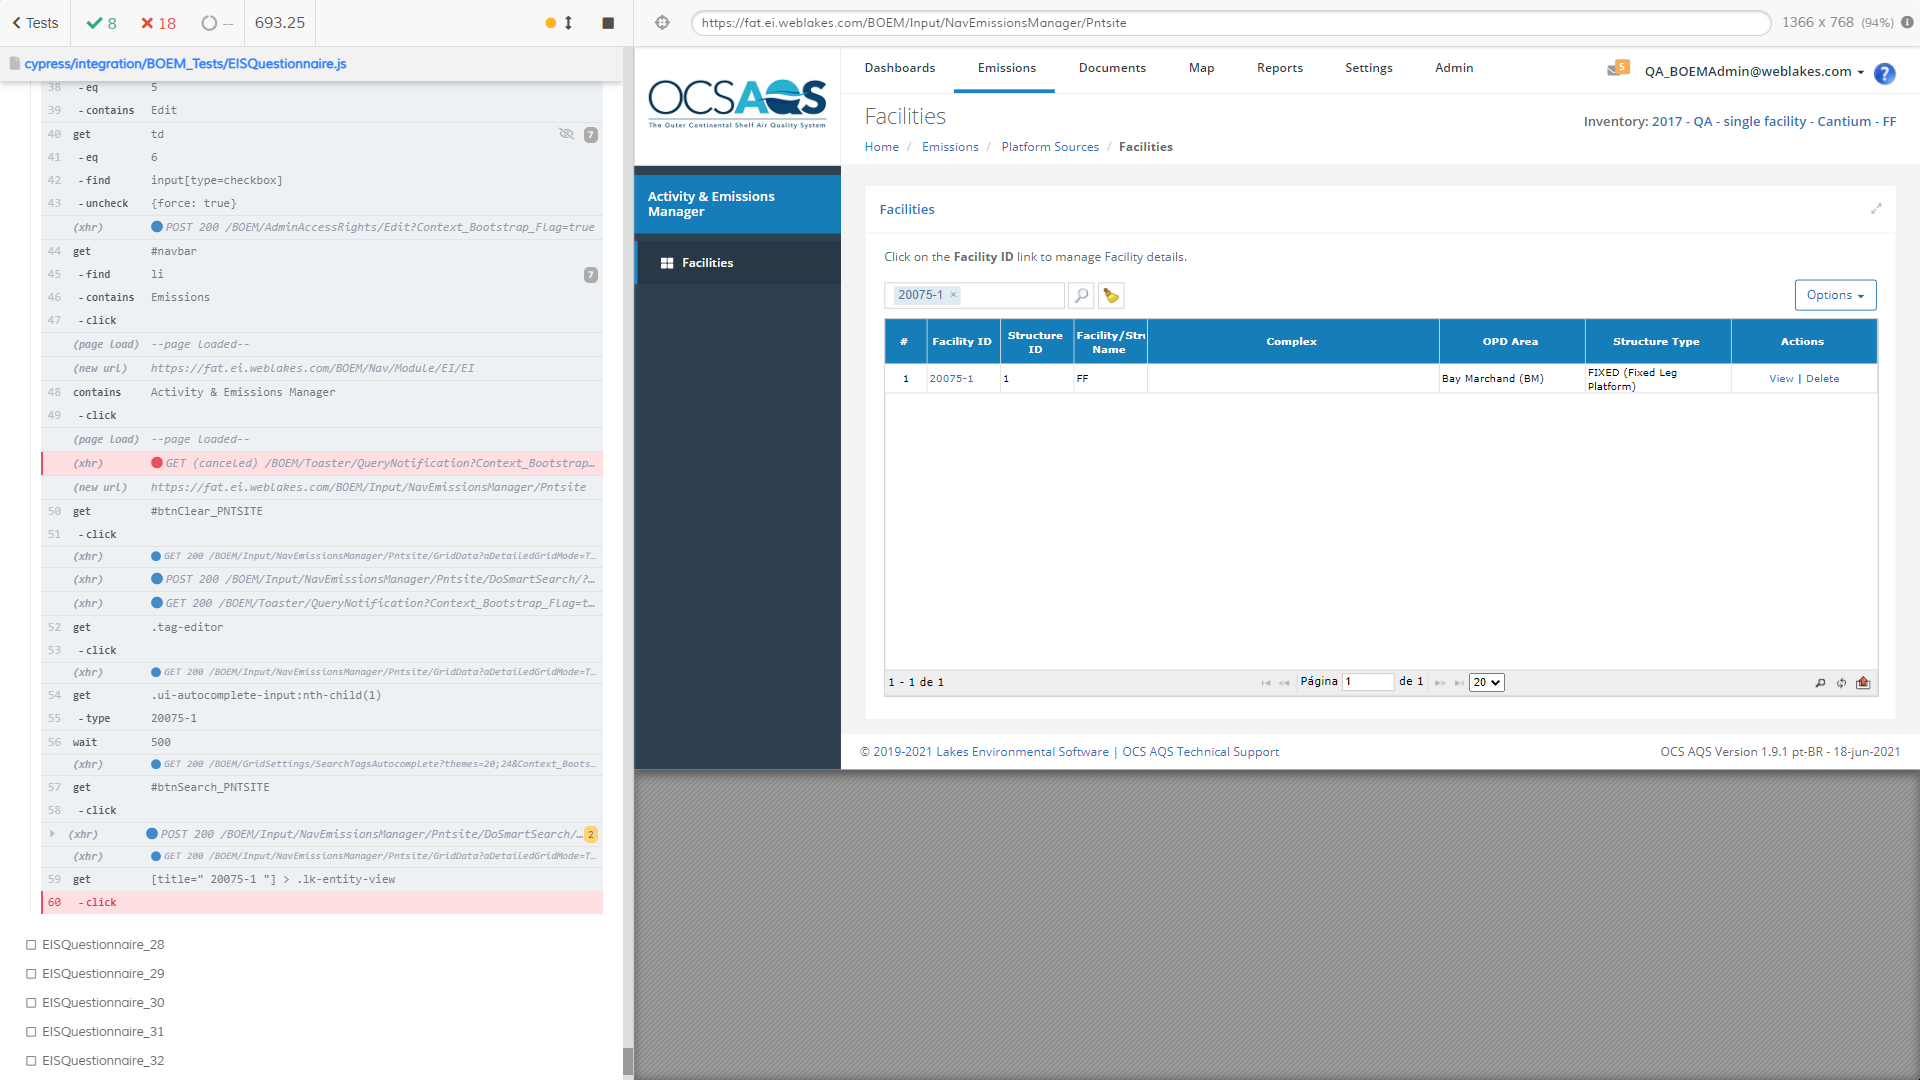 Tests
8
18
--
693.25
cypress/integration/BOEM_Tests/EISQuestionnaire.js
38 -eq 5
39 -contains Edit
40 get td 7
41 -eq 6
42 -find input[type=checkbox]
43 -uncheck {force: true}
(xhr) POST 200 /BOEM/AdminAccessRights/Edit?Context_Bootstrap_Flag=true
44 get #navbar
45 -find li 7
46 -contains Emissions
47 -click
(page load) --page loaded--
(new url) https://fat.ei.weblakes.com/BOEM/Nav/Module/EI/EI
48 contains Activity & Emissions Manager
49 -click
(page load) --page loaded--
(xhr) GET (canceled) /BOEM/Toaster/QueryNotification?Context_Bootstrap…
(new url) https://fat.ei.weblakes.com/BOEM/Input/NavEmissionsManager/Pntsite
50 get #btnClear_PNTSITE
51 -click
(xhr) GET 200 /BOEM/Input/NavEmissionsManager/Pntsite/GridData?aDetailedGridMode=T…
(xhr) POST 200 /BOEM/Input/NavEmissionsManager/Pntsite/DoSmartSearch/?…
(xhr) GET 200 /BOEM/Toaster/QueryNotification?Context_Bootstrap_Flag=t…
52 get .tag-editor
53 -click
(xhr) GET 200 /BOEM/Input/NavEmissionsManager/Pntsite/GridData?aDetailedGridMode=T…
54 get .ui-autocomplete-input:nth-child(1)
55 -type 20075-1
56 wait 500
(xhr) GET 200 /BOEM/GridSettings/SearchTagsAutocomplete?themes=20;24&Context_Boots…
57 get #btnSearch_PNTSITE
58 -click
(xhr) POST 200 /BOEM/Input/NavEmissionsManager/Pntsite/DoSmartSearch/… 2
(xhr) GET 200 /BOEM/Input/NavEmissionsManager/Pntsite/GridData?aDetailedGridMode=T…
59 get [title=" 20075-1 "] > .lk-entity-view
60 -click
EISQuestionnaire_28
EISQuestionnaire_29
EISQuestionnaire_30
EISQuestionnaire_31
EISQuestionnaire_32
https://fat.ei.weblakes.com/BOEM/Input/NavEmissionsManager/Pntsite
1366 x 768 (94%)
OCSAQS
The Outer Continental Shelf Air Quality System
Dashboards Emissions Documents Map Reports Settings Admin
5
QA_BOEMAdmin@weblakes.com
?
Facilities
Inventory: 2017 - QA - single facility - Cantium - FF
Home / Emissions / Platform Sources / Facilities
Activity & Emissions
Manager
Facilities
Facilities
Click on the Facility ID link to manage Facility details.
20075-1 ×
Options
# Facility ID Structure ID Facility/Stru Name Complex OPD Area Structure Type Actions
1 20075-1 1 FF Bay Marchand (BM) FIXED (Fixed Leg Platform) View | Delete
1 - 1 de 1
Página 1 de 1 20
© 2019-2021 Lakes Environmental Software | OCS AQS Technical Support
OCS AQS Version 1.9.1 pt-BR - 18-jun-2021